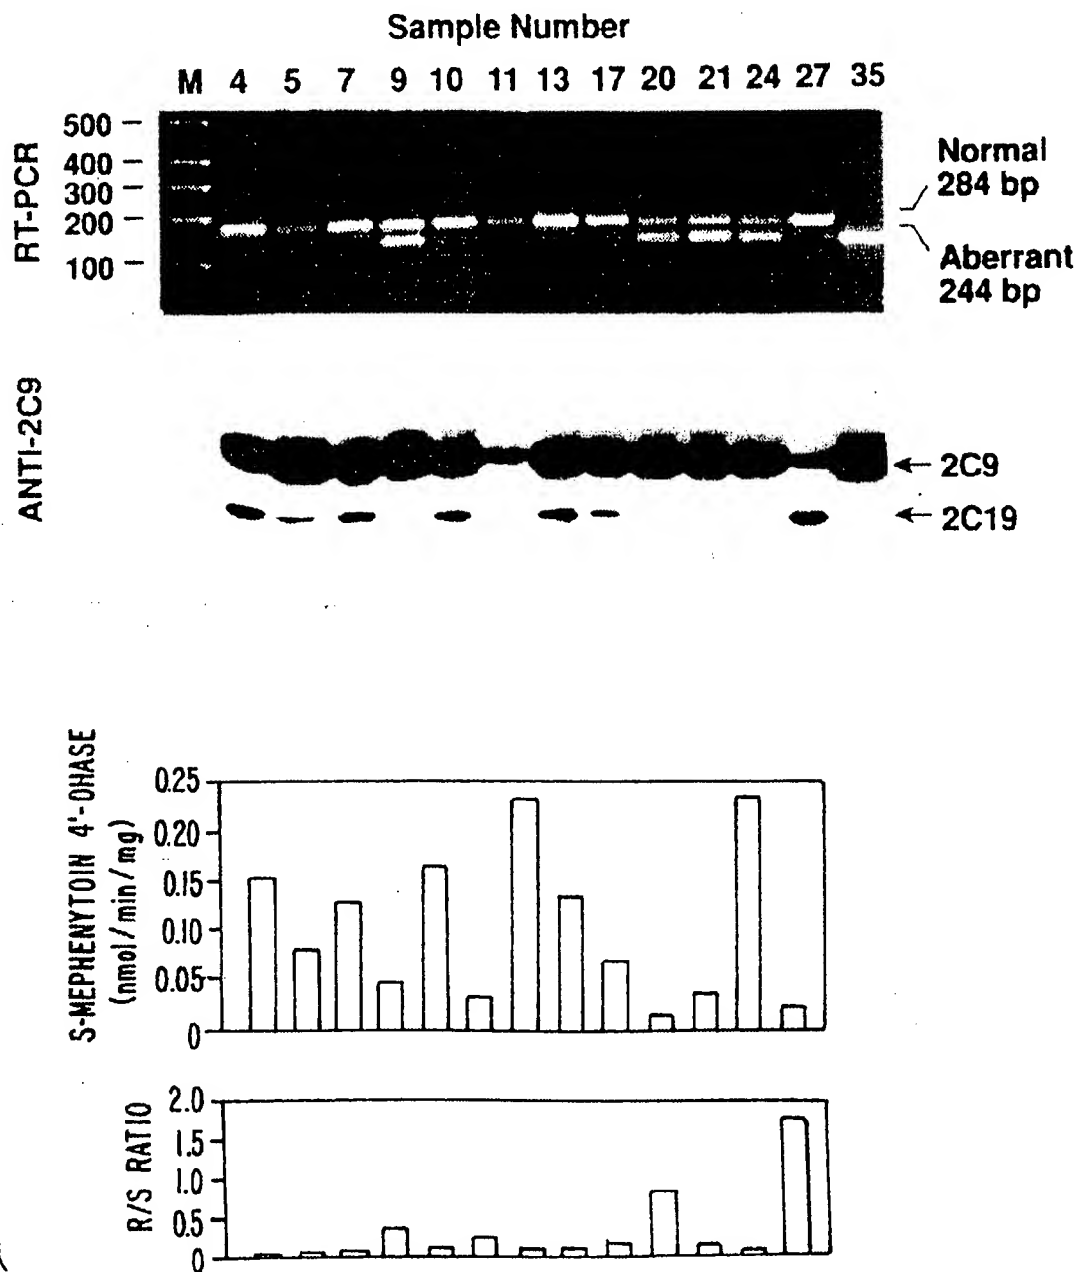 Sample Number
M 4 5 7 9 10 11 13 17 20 21 24 27 35
RT-PCR
500
400
300
200
100
Normal
284 bp
Aberrant
244 bp
ANTI-2C9
2C9
2C19
S-MEPHENYTOIN 4'-OHASE
(nmol/min/mg)
0.25
0.20
0.15
0.10
0.05
0
R/S RATIO
2.0
1.5
1.0
0.5
0